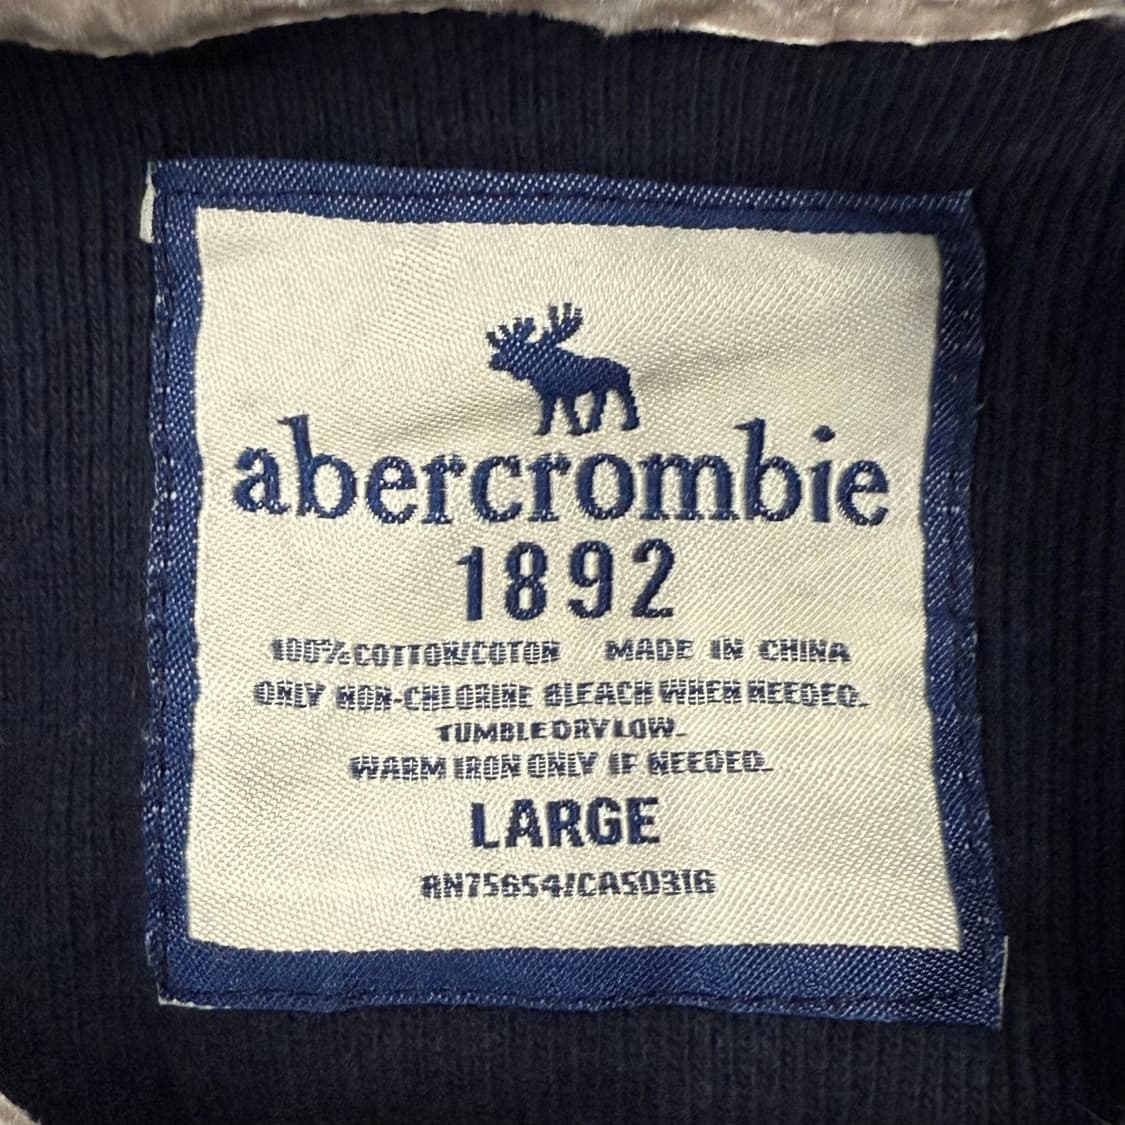 abercrombie
1892
100% COTTON/COTON MADE IN CHINA
ONLY NON-CHLORINE BLEACH WHEN NEEDED.
TUMBLE DRY LOW.
WARM IRON ONLY IF NEEDED.
LARGE
RN75654/CA50316